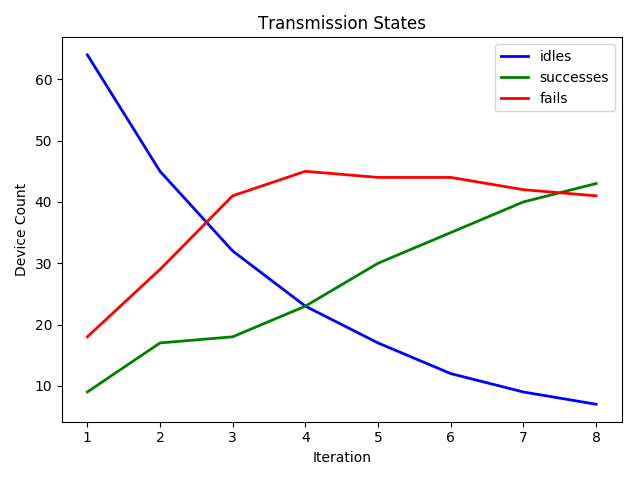 Transmission States
idles
successes
fails
Device Count
60
50
40
30
20
10
1 2 3 4 5 6 7 8
Iteration